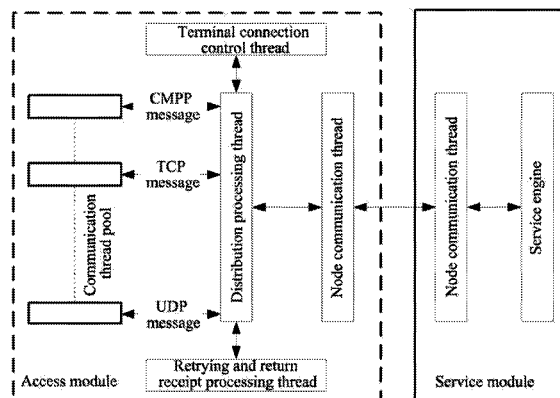 Terminal connection
control thread
CMPP
message
TCP
message
Communication
thread pool
UDP
message
Distribution processing thread
Node communication thread
Node communication thread
Service engine
Retrying and return
receipt processing thread
Access module
Service module